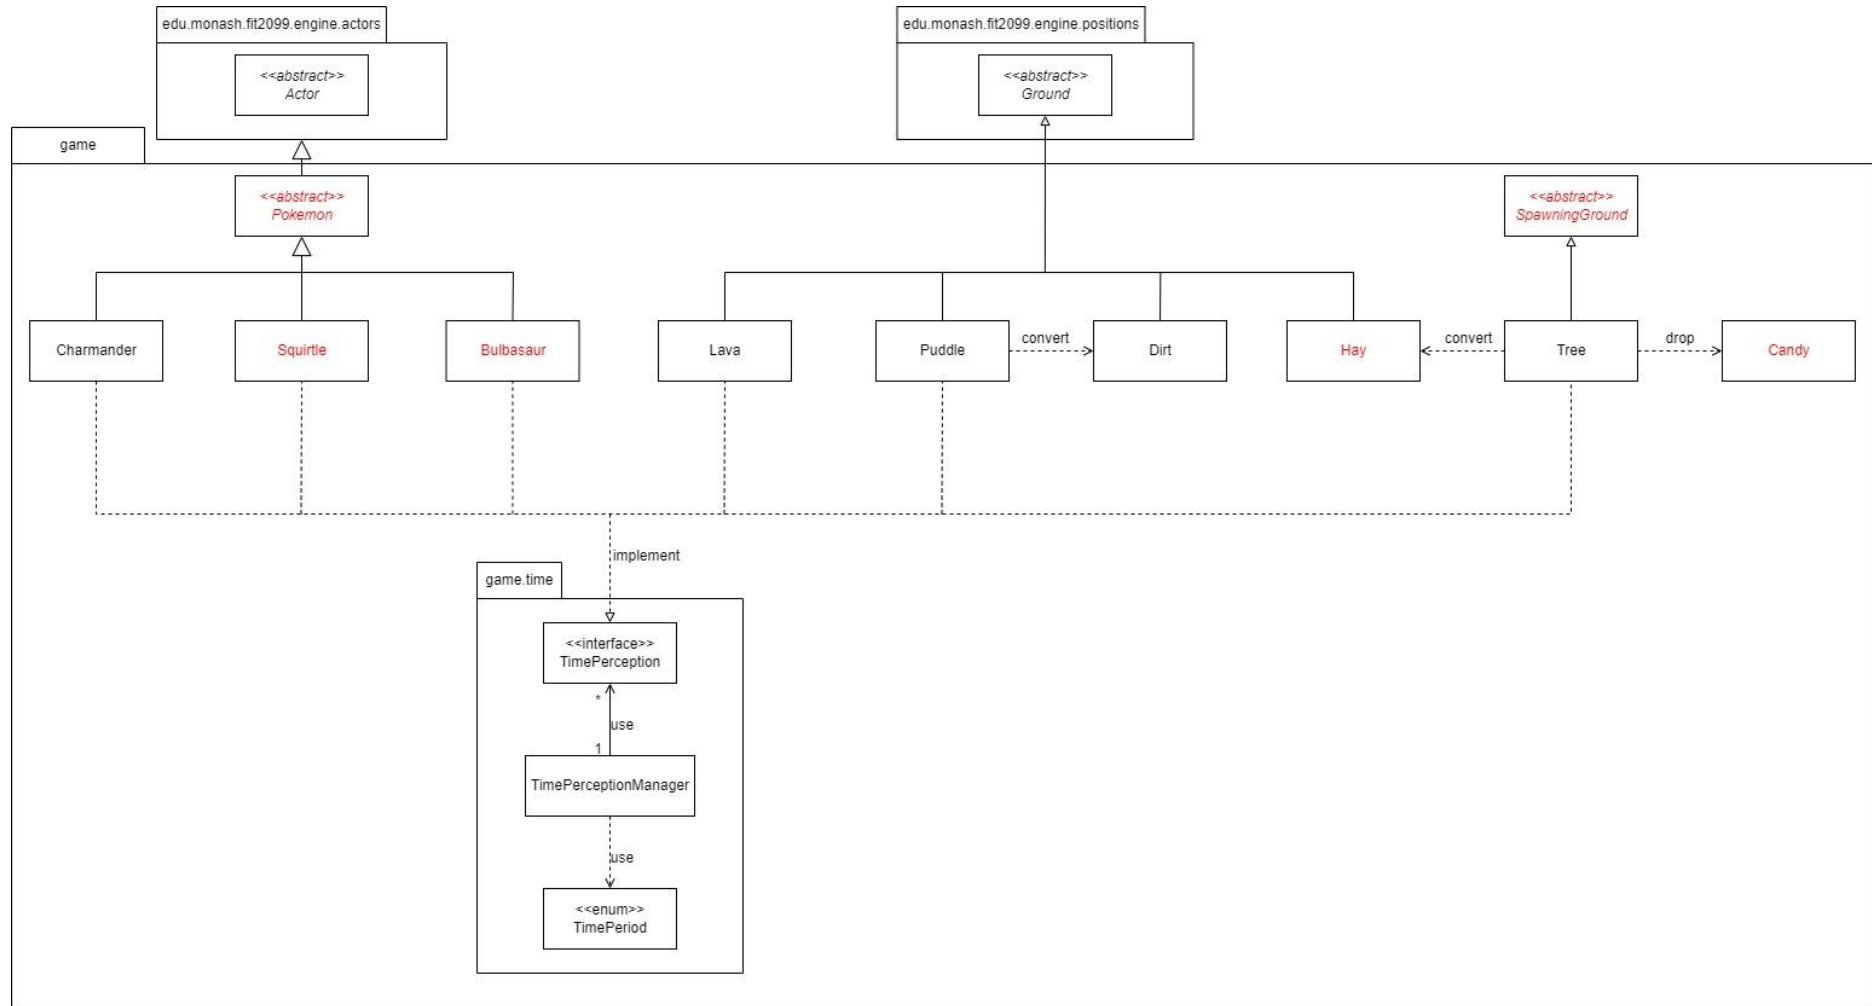 edu.monash.fit2099.engine.actors
edu.monash.fit2099.engine.positions
<<abstract>>
Actor
<<abstract>>
Ground
game
<<abstract>>
Pokemon
<<abstract>>
SpawningGround
Charmander
Squirtle
Bulbasaur
Lava
Puddle
convert
Dirt
Hay
convert
Tree
drop
Candy
implement
game.time
<<interface>>
TimePerception
*
use
1
TimePerceptionManager
use
<<enum>>
TimePeriod